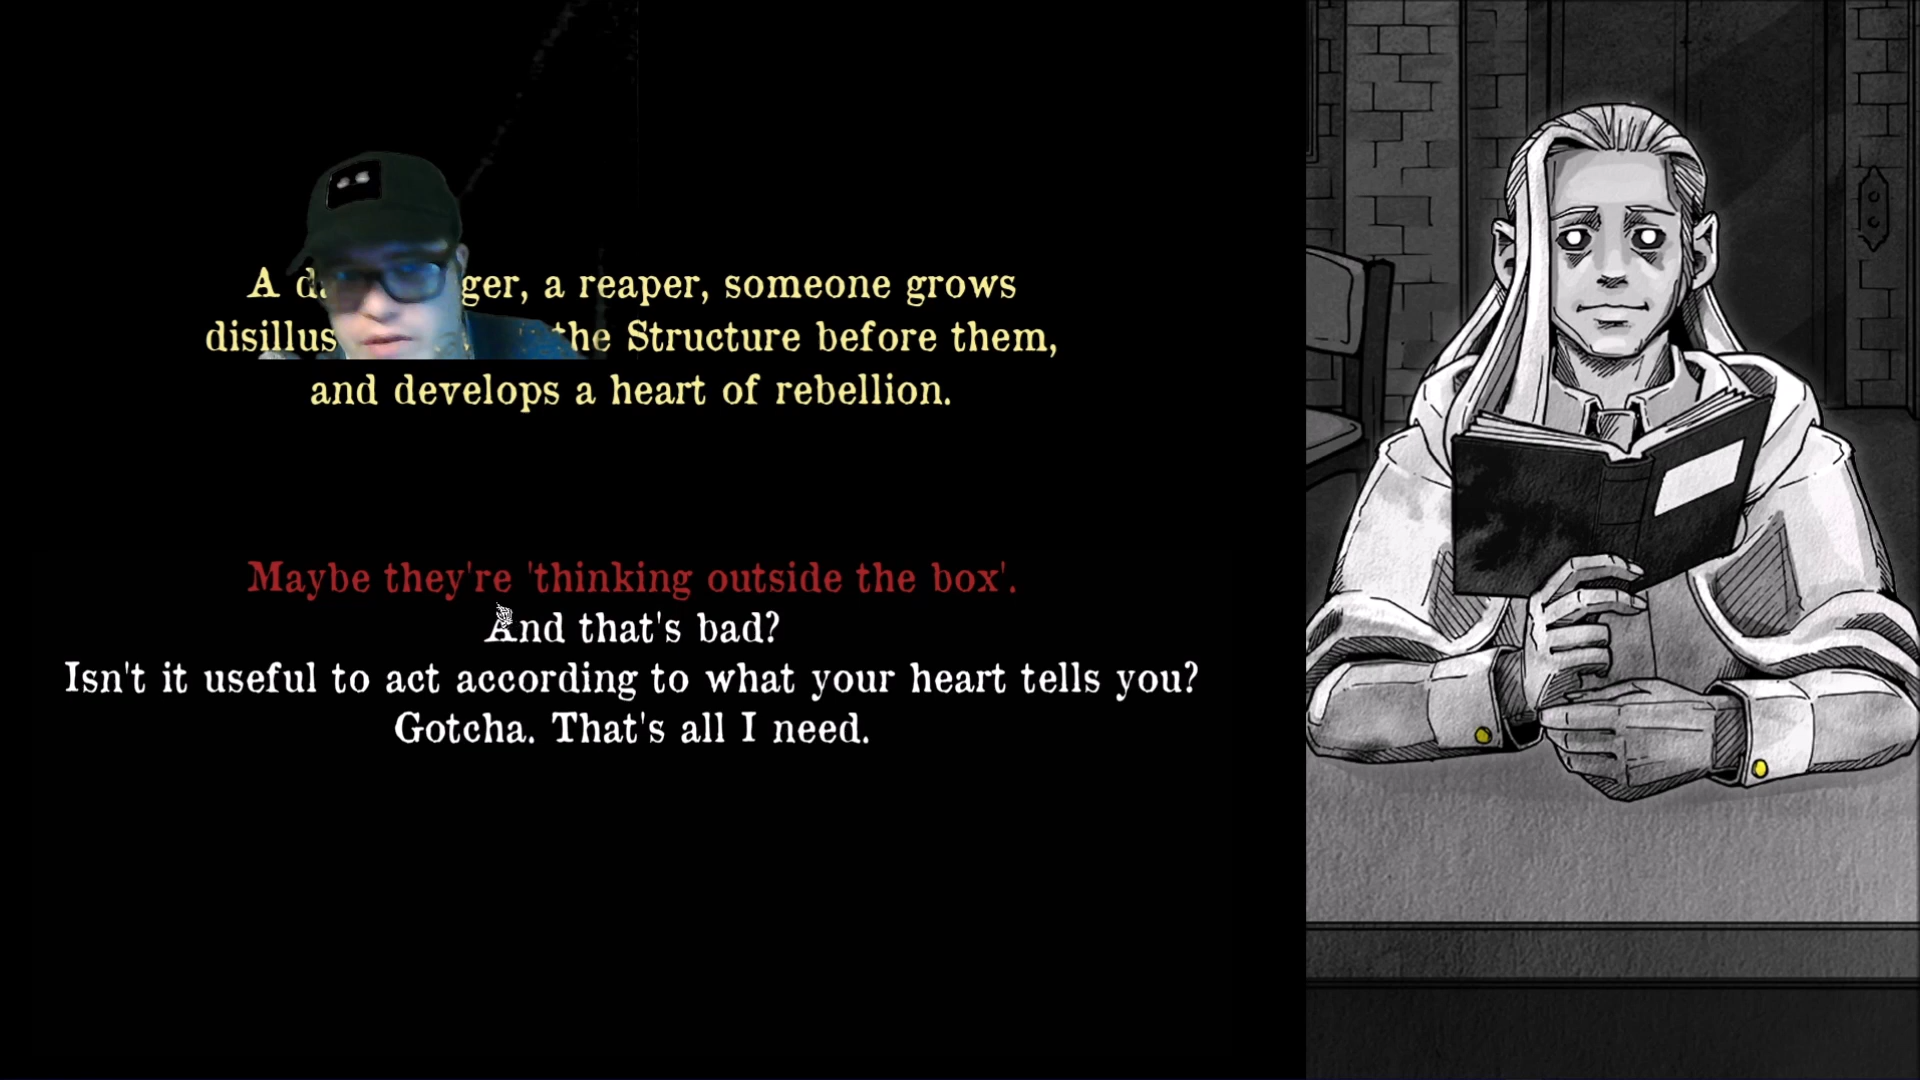 A ger, a reaper, someone grows
the Structure before them,
and develops a heart of rebellion.
Maybe they're 'thinking outside the box'.
And that's bad?
Isn't it useful to act according to what your heart tells you?
Gotcha. That's all I need.